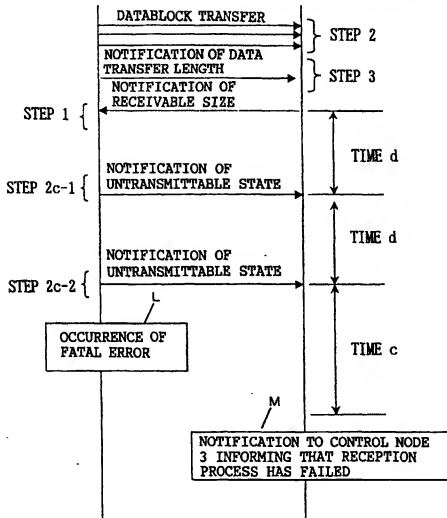 DATABLOCK TRANSFER
STEP 2
NOTIFICATION OF DATA
TRANSFER LENGTH
STEP 3
NOTIFICATION OF
RECEIVABLE SIZE
STEP 1
TIME d
NOTIFICATION OF
UNTRANSMITTABLE STATE
STEP 2c-1
TIME d
NOTIFICATION OF
UNTRANSMITTABLE STATE
STEP 2c-2
L
OCCURRENCE OF
FATAL ERROR
TIME c
M
NOTIFICATION TO CONTROL NODE
3 INFORMING THAT RECEPTION
PROCESS HAS FAILED